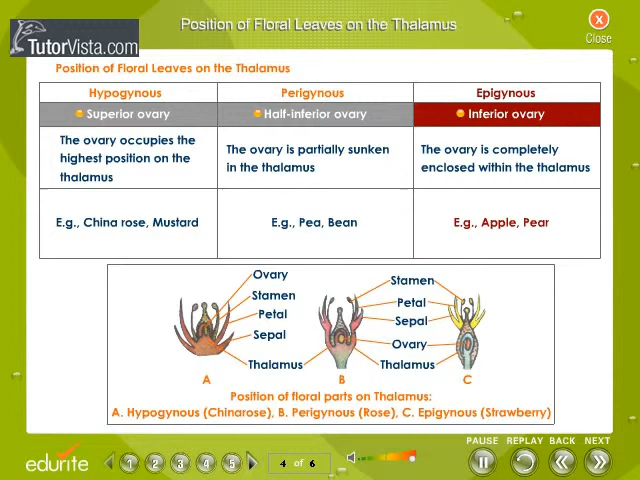 Position of Floral Leaves on the Thalamus
Close
TutorVista.com
Position of Floral Leaves on the Thalamus
Hypogynous
Perigynous
Epigynous
Superior ovary
Half-inferior ovary
Inferior ovary
The ovary occupies the
highest position on the
thalamus
The ovary is partially sunken
in the thalamus
The ovary is completely
enclosed within the thalamus
E.g., China rose, Mustard
E.g., Pea, Bean
E.g., Apple, Pear
Ovary
Stamen
Petal
Sepal
Thalamus
Stamen
Petal
Sepal
Ovary
Thalamus
A
B
C
Position of floral parts on Thalamus:
A. Hypogynous (Chinarose), B. Perigynous (Rose), C. Epigynous (Strawberry)
PAUSE REPLAY BACK NEXT
edurite
1 2 3 4 5
4 of 6